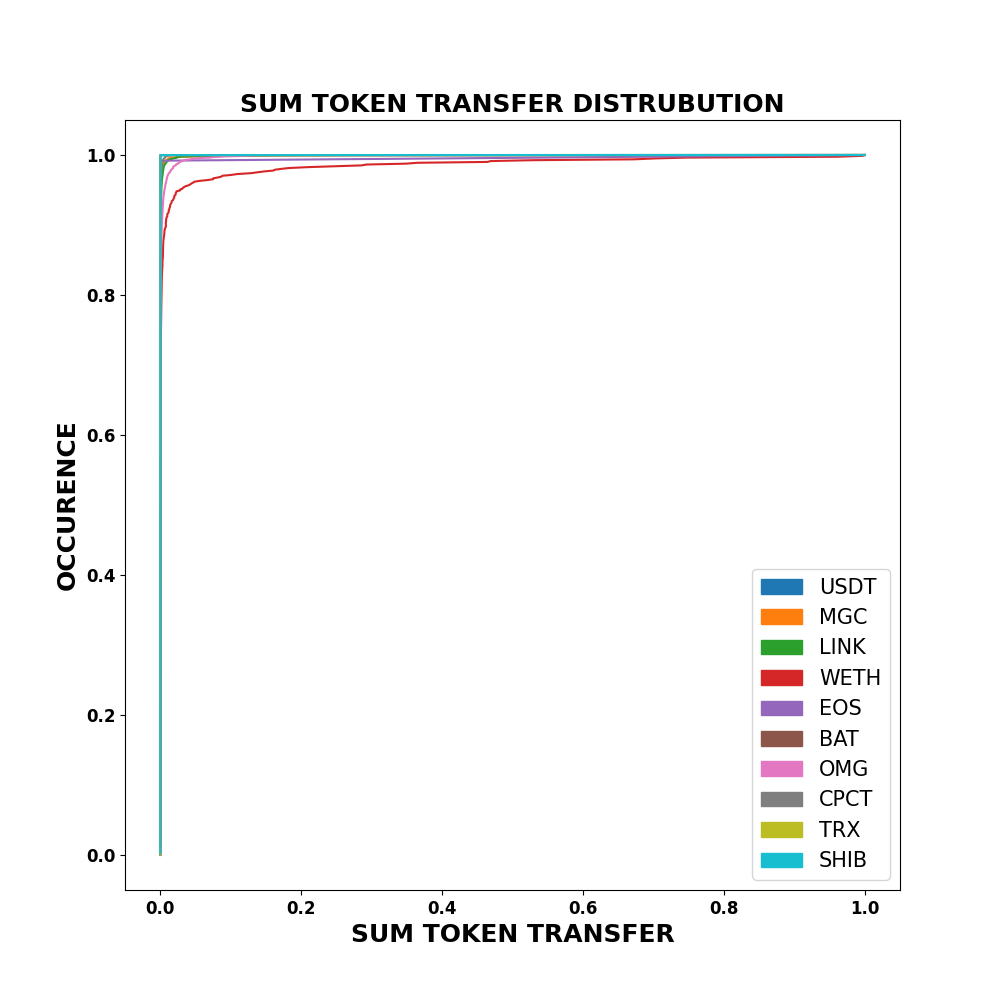 SUM TOKEN TRANSFER DISTRUBUTION
1.0
0.8
0.6
0.4
0.2
0.0
OCCURENCE
USDT
MGC
LINK
WETH
EOS
BAT
OMG
CPCT
TRX
SHIB
0.0 0.2 0.4 0.6 0.8 1.0
SUM TOKEN TRANSFER